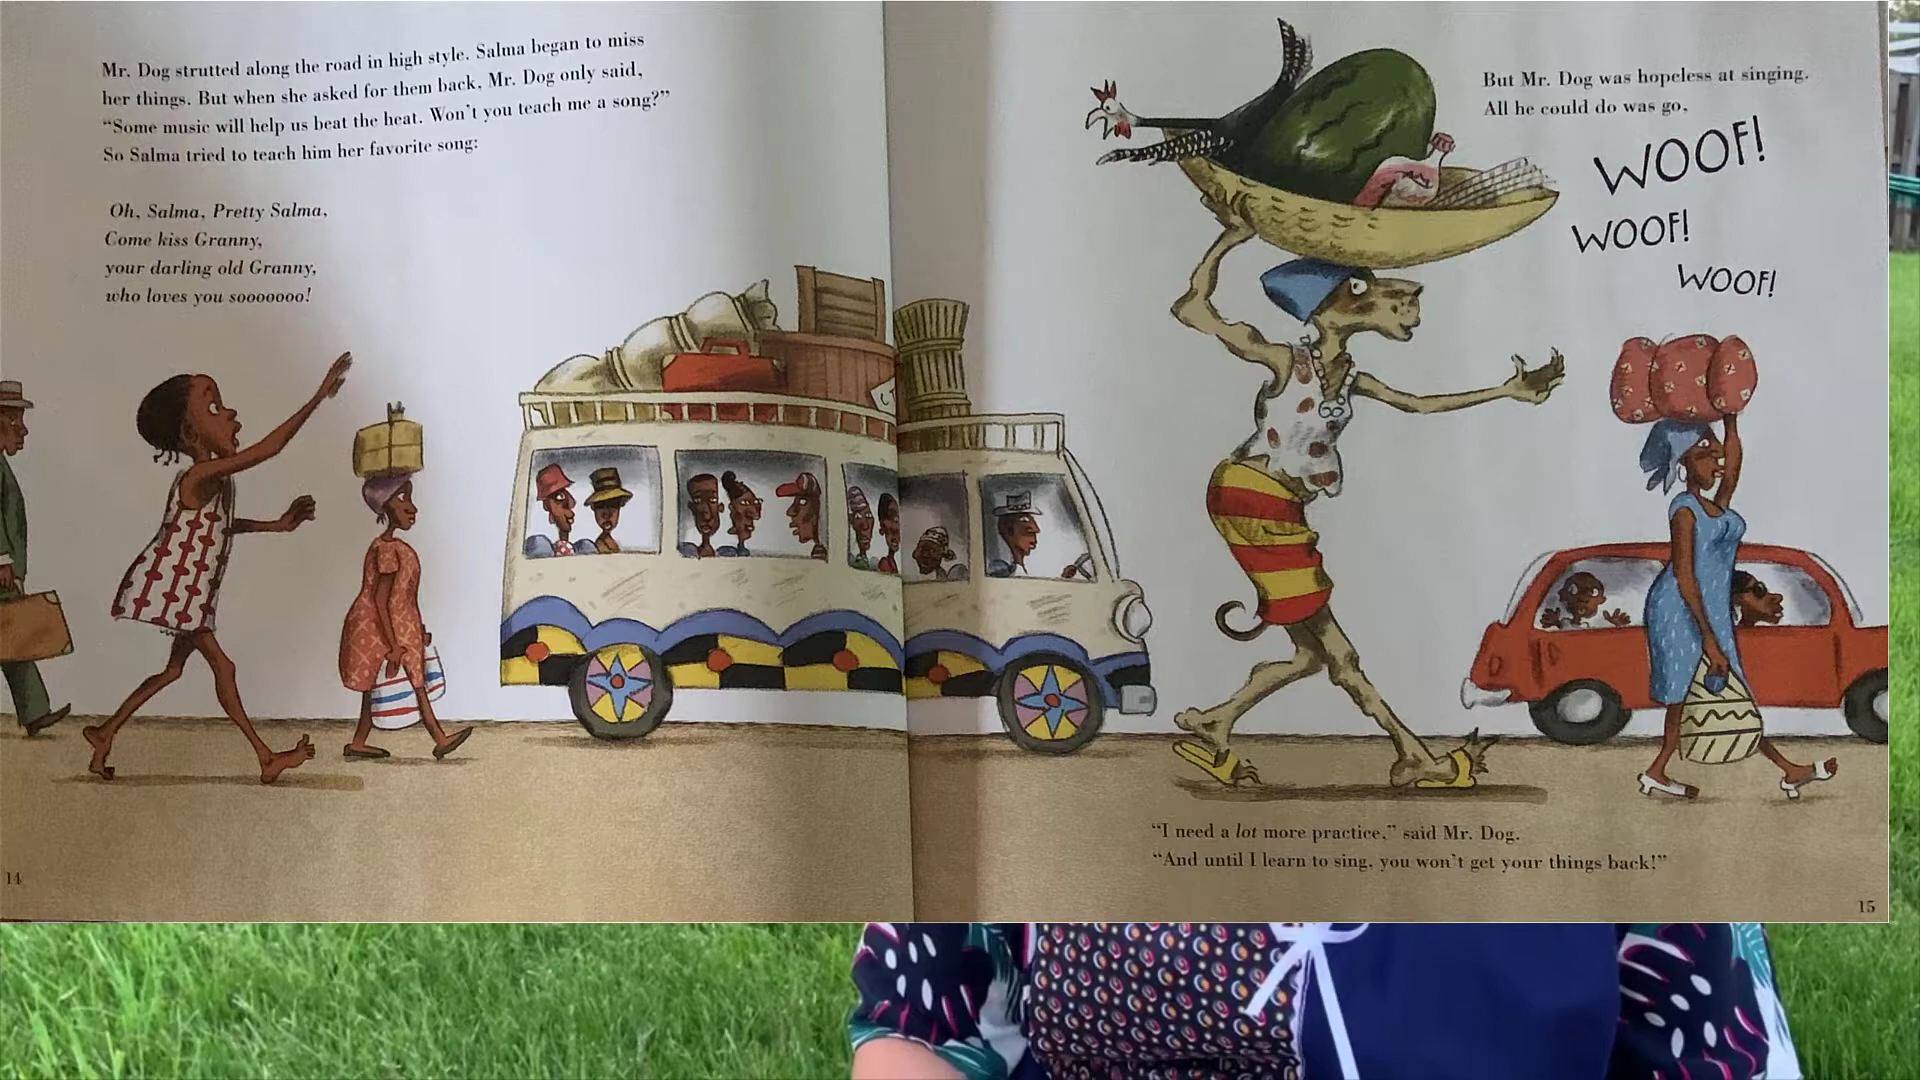 Mr. Dog strutted along the road in high style. Salma began to miss
her things. But when she asked for them back, Mr. Dog only said,
“Some music will help us beat the heat. Won’t you teach me a song?”
So Salma tried to teach him her favorite song:
Oh, Salma, Pretty Salma,
Come kiss Granny,
your darling old Granny,
who loves you sooooooo!
14
But Mr. Dog was hopeless at singing.
All he could do was go,
WOOF!
WOOF!
WOOF!
“I need a lot more practice,” said Mr. Dog.
“And until I learn to sing, you won’t get your things back!”
15